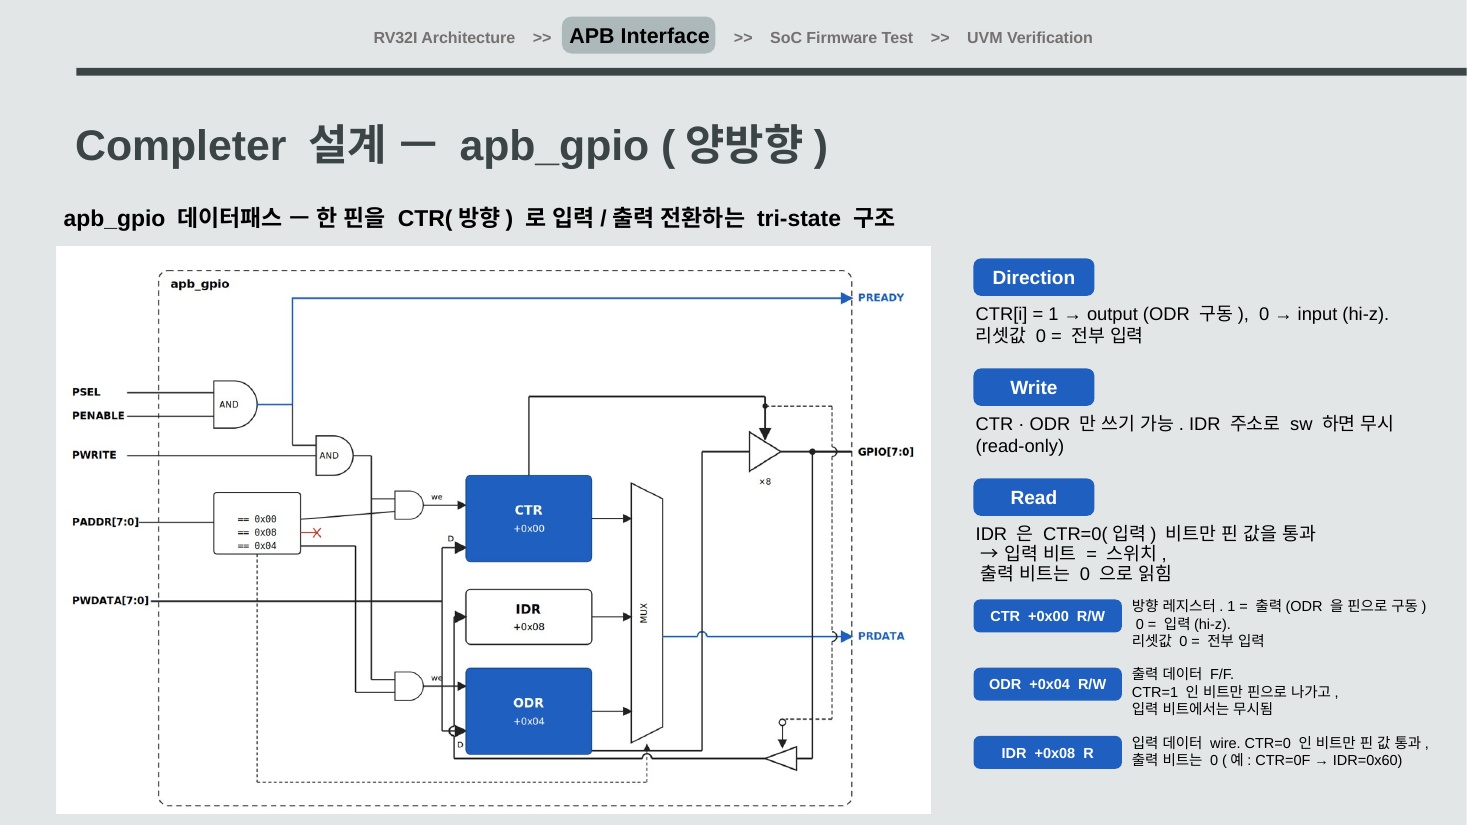 RV32I Architecture >> APB Interface >> SoC Firmware Test >> UVM Verification
Completer 설계 — apb_gpio ( 양방향 )
apb_gpio 데이터패스 — 한 핀을 CTR( 방향 ) 로 입력 / 출력 전환하는 tri-state 구조
apb_gpio
PREADY
PSEL
AND
PENABLE
PWRITE
AND
GPIO[7:0]
×8
we
CTR
+0x00
PADDR[7:0]
== 0x00
== 0x08
== 0x04
D
PWDATA[7:0]
IDR
+0x08
MUX
PRDATA
we
ODR
+0x04
D
Direction
CTR[i] = 1 → output (ODR 구동 ), 0 → input (hi-z).
리셋값 0 = 전부 입력
Write
CTR · ODR 만 쓰기 가능 . IDR 주소로 sw 하면 무시
(read-only)
Read
IDR 은 CTR=0( 입력 ) 비트만 핀 값을 통과
→ 입력 비트 = 스위치 ,
출력 비트는 0 으로 읽힘
CTR +0x00 R/W
방향 레지스터 . 1 = 출력 (ODR 을 핀으로 구동 )
0 = 입력 (hi-z).
리셋값 0 = 전부 입력
ODR +0x04 R/W
출력 데이터 F/F.
CTR=1 인 비트만 핀으로 나가고 ,
입력 비트에서는 무시됨
IDR +0x08 R
입력 데이터 wire. CTR=0 인 비트만 핀 값 통과 ,
출력 비트는 0 ( 예 : CTR=0F → IDR=0x60)